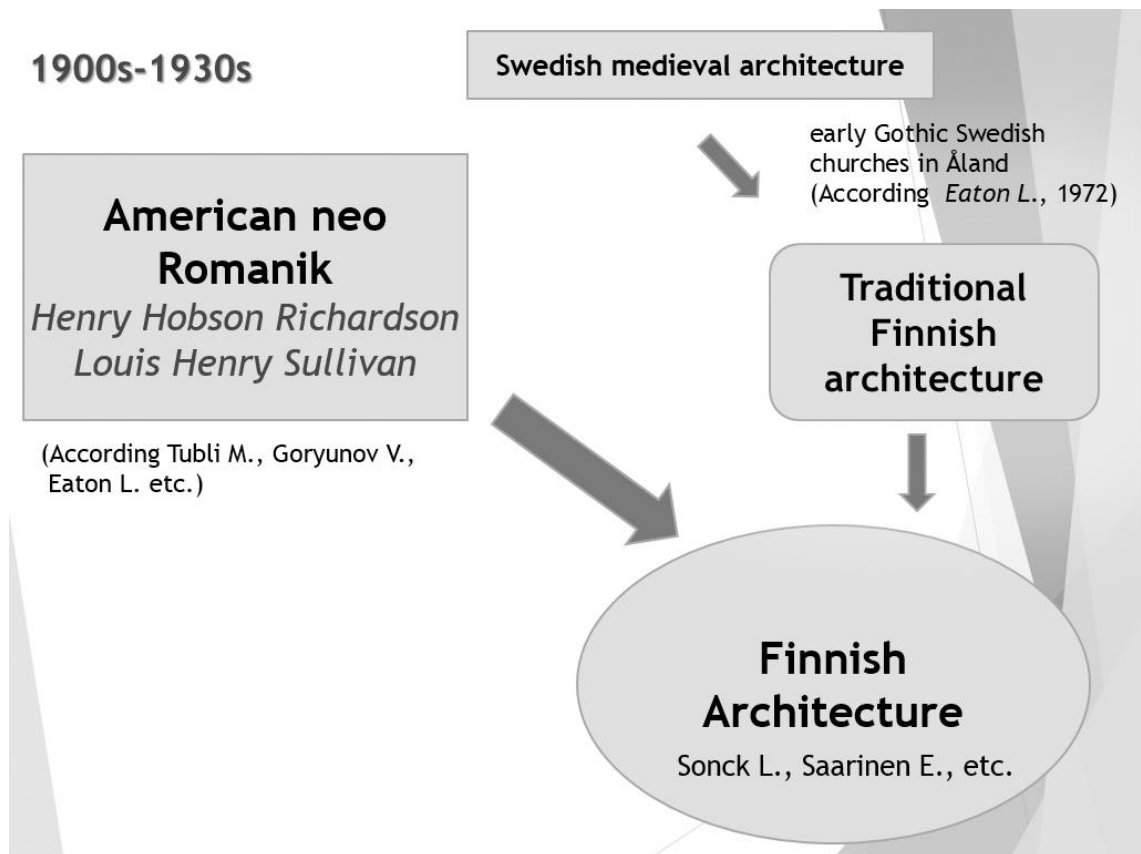 1900s-1930s
Swedish medieval architecture
early Gothic Swedish
churches in Åland
(According Eaton L., 1972)
American neo
Romanik
Henry Hobson Richardson
Louis Henry Sullivan
(According Tubli M., Goryunov V.,
Eaton L. etc.)
Traditional
Finnish
architecture
Finnish
Architecture
Sonck L., Saarinen E., etc.